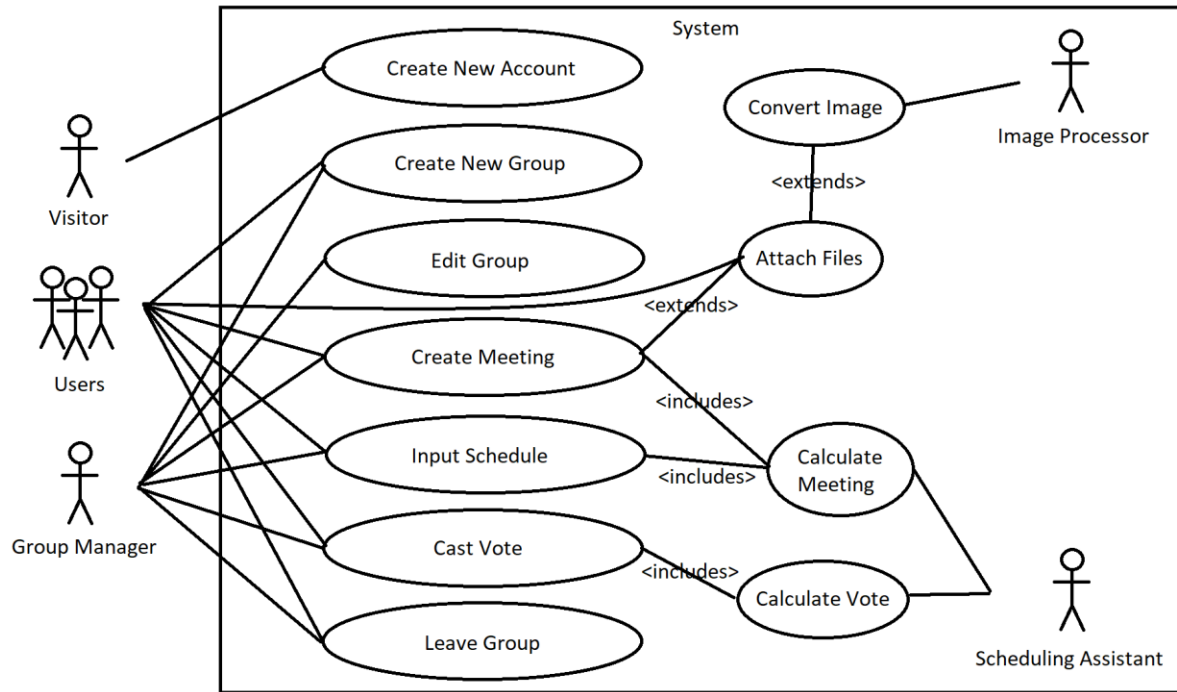 System
Create New Account
Convert Image
Image Processor
Visitor
Create New Group
<extends>
Edit Group
Attach Files
<extends>
Users
Create Meeting
<includes>
Group Manager
Input Schedule
<includes>
Calculate
Meeting
Cast Vote
<includes>
Calculate Vote
Leave Group
Scheduling Assistant